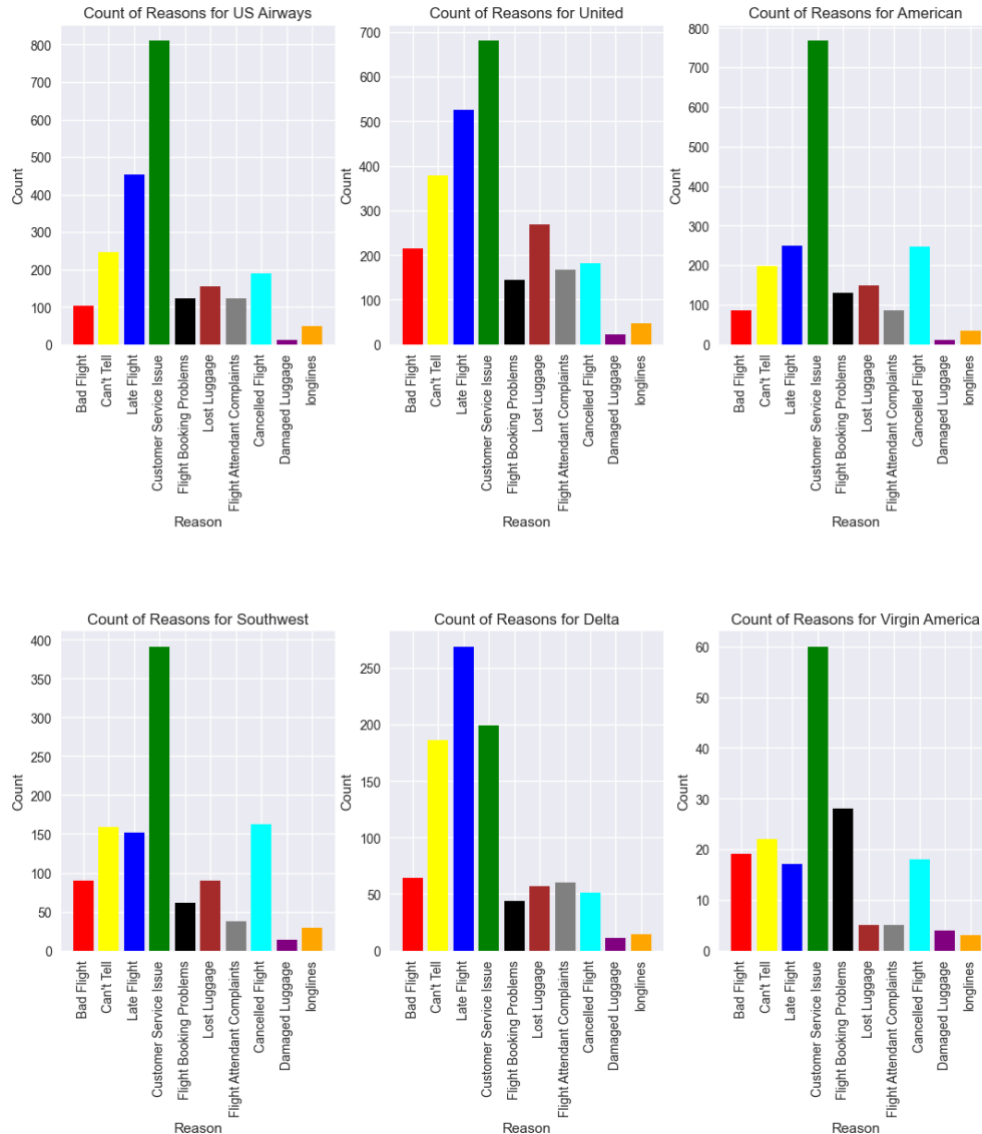 Count of Reasons for US Airways
Count
800
700
600
500
400
300
200
100
0
Bad Flight
Can't Tell
Late Flight
Customer Service Issue
Flight Booking Problems
Lost Luggage
Flight Attendant Complaints
Cancelled Flight
Damaged Luggage
longlines
Reason
Count of Reasons for United
Count
700
600
500
400
300
200
100
0
Bad Flight
Can't Tell
Late Flight
Customer Service Issue
Flight Booking Problems
Lost Luggage
Flight Attendant Complaints
Cancelled Flight
Damaged Luggage
longlines
Reason
Count of Reasons for American
Count
800
700
600
500
400
300
200
100
0
Bad Flight
Can't Tell
Late Flight
Customer Service Issue
Flight Booking Problems
Lost Luggage
Flight Attendant Complaints
Cancelled Flight
Damaged Luggage
longlines
Reason
Count of Reasons for Southwest
Count
400
350
300
250
200
150
100
50
0
Bad Flight
Can't Tell
Late Flight
Customer Service Issue
Flight Booking Problems
Lost Luggage
Flight Attendant Complaints
Cancelled Flight
Damaged Luggage
longlines
Reason
Count of Reasons for Delta
Count
250
200
150
100
50
0
Bad Flight
Can't Tell
Late Flight
Customer Service Issue
Flight Booking Problems
Lost Luggage
Flight Attendant Complaints
Cancelled Flight
Damaged Luggage
longlines
Reason
Count of Reasons for Virgin America
Count
60
50
40
30
20
10
0
Bad Flight
Can't Tell
Late Flight
Customer Service Issue
Flight Booking Problems
Lost Luggage
Flight Attendant Complaints
Cancelled Flight
Damaged Luggage
longlines
Reason